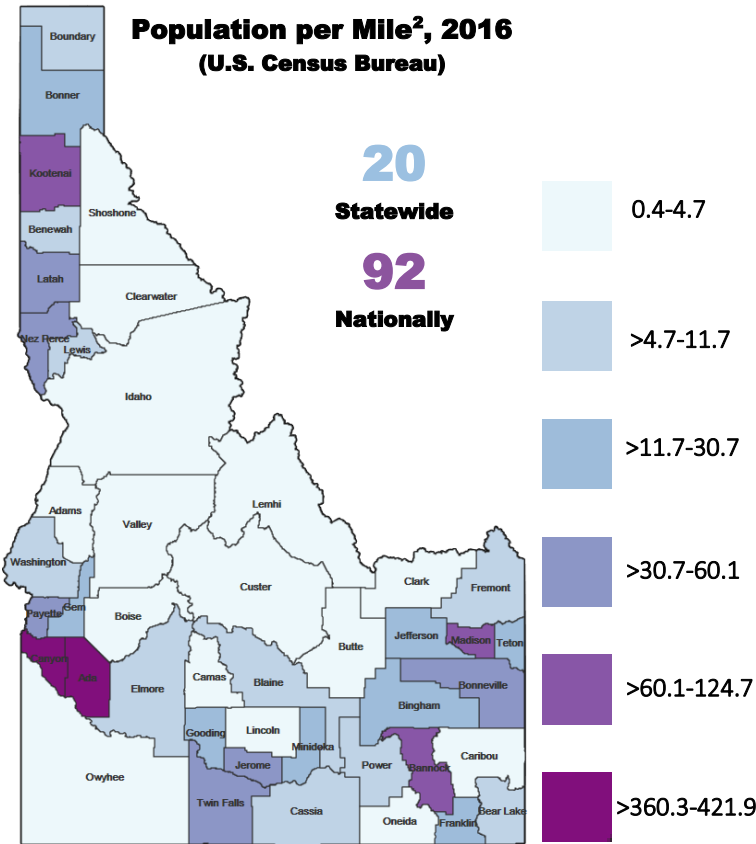 Population per Mile², 2016
(U.S. Census Bureau)
20
Statewide
92
Nationally
0.4-4.7
>4.7-11.7
>11.7-30.7
>30.7-60.1
>60.1-124.7
>360.3-421.9
Boundary
Bonner
Kootenai
Shoshone
Benewah
Latah
Clearwater
Nez Perce
Lewis
Idaho
Adams
Valley
Lemhi
Washington
Custer
Clark
Fremont
Payette
Gem
Boise
Jefferson
Madison
Teton
Butte
Canyon
Ada
Elmore
Camas
Blaine
Bonneville
Bingham
Gooding
Lincoln
Minidoka
Jerome
Power
Bannock
Caribou
Owyhee
Twin Falls
Cassia
Oneida
Franklin
Bear Lake